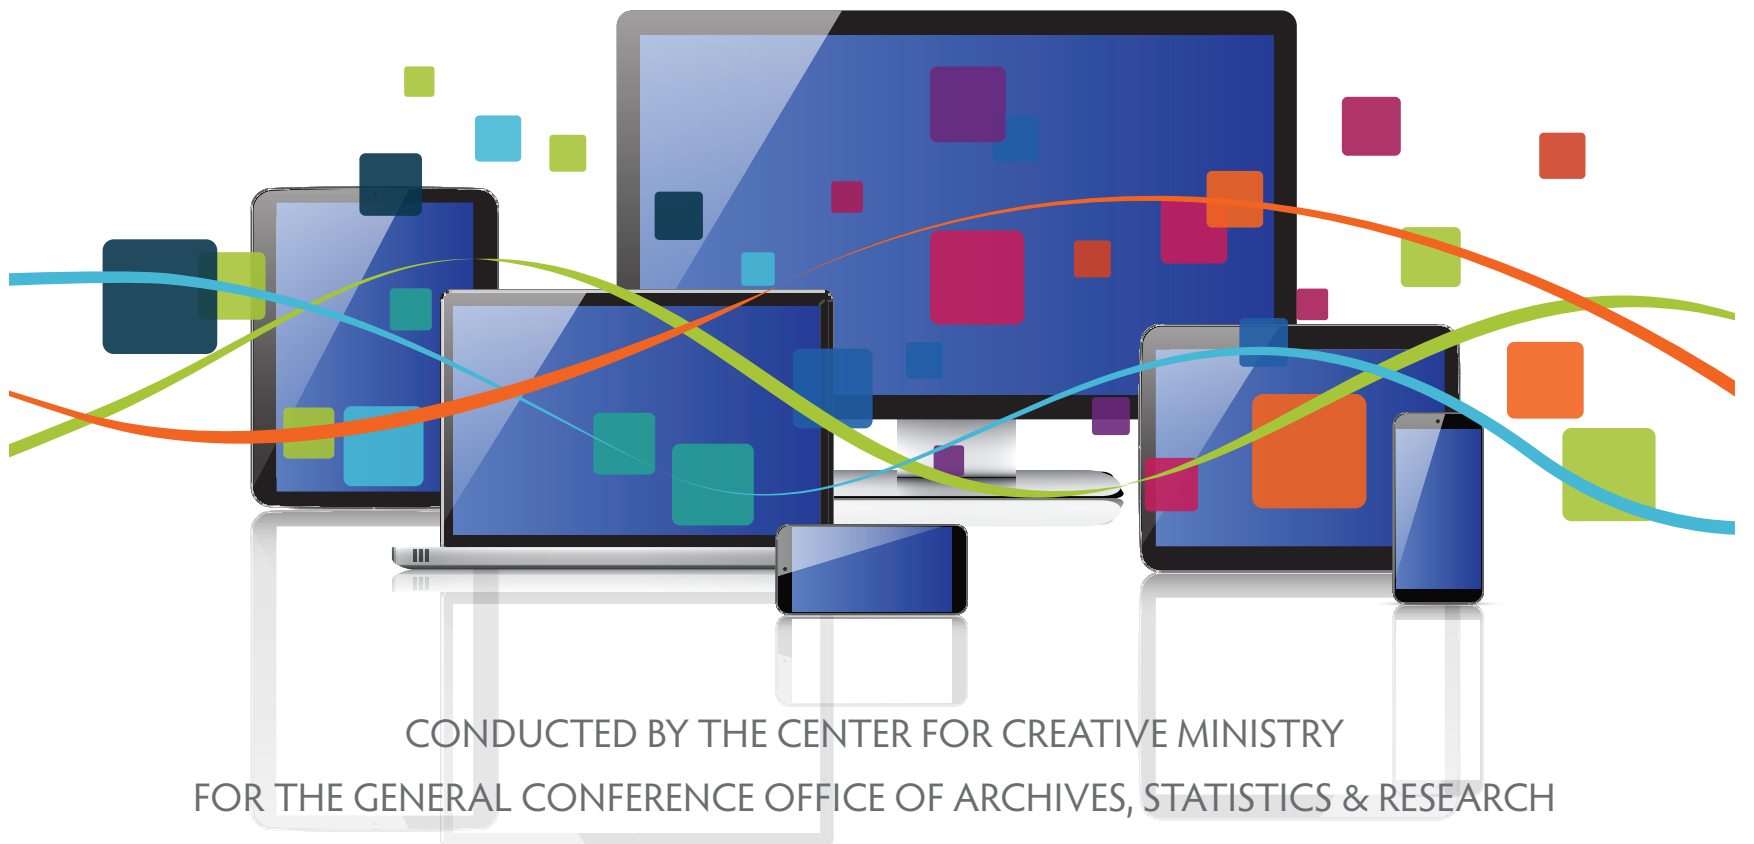 CONDUCTED BY THE CENTER FOR CREATIVE MINISTRY
FOR THE GENERAL CONFERENCE OFFICE OF ARCHIVES, STATISTICS & RESEARCH